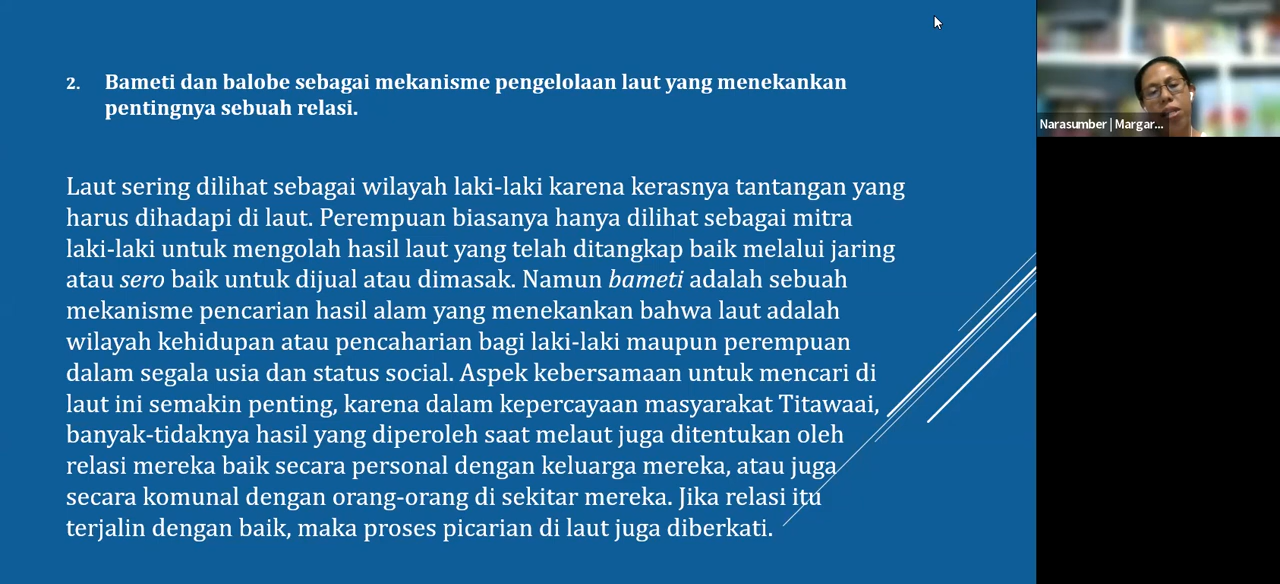 2. Bameti dan balobe sebagai mekanisme pengelolaan laut yang menekankan
pentingnya sebuah relasi.
Laut sering dilihat sebagai wilayah laki-laki karena kerasnya tantangan yang
harus dihadapi di laut. Perempuan biasanya hanya dilihat sebagai mitra
laki-laki untuk mengolah hasil laut yang telah ditangkap baik melalui jaring
atau sero baik untuk dijual atau dimasak. Namun bameti adalah sebuah
mekanisme pencarian hasil alam yang menekankan bahwa laut adalah
wilayah kehidupan atau pencaharian bagi laki-laki maupun perempuan
dalam segala usia dan status social. Aspek kebersamaan untuk mencari di
laut ini semakin penting, karena dalam kepercayaan masyarakat Titawaai,
banyak-tidaknya hasil yang diperoleh saat melaut juga ditentukan oleh
relasi mereka baik secara personal dengan keluarga mereka, atau juga
secara komunal dengan orang-orang di sekitar mereka. Jika relasi itu
terjalin dengan baik, maka proses picarian di laut juga diberkati.
Narasumber | Margar...